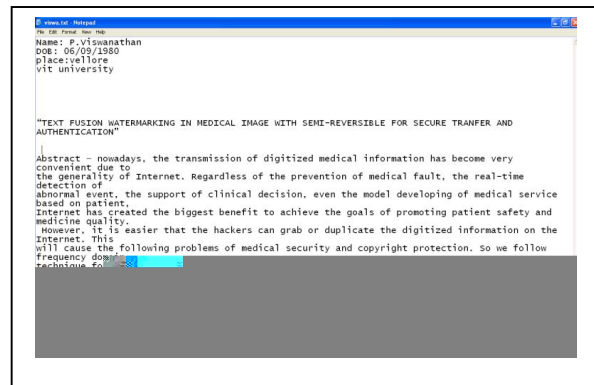 viswa.txt - Notepad
File Edit Format View Help
Name: P.Viswanathan
DOB: 06/09/1980
place:vellore
vit university
"TEXT FUSION WATERMARKING IN MEDICAL IMAGE WITH SEMI-REVERSIBLE FOR SECURE TRANFER AND
AUTHENTICATION"
Abstract – nowadays, the transmission of digitized medical information has become very
convenient due to
the generality of Internet. Regardless of the prevention of medical fault, the real-time
detection of
abnormal event, the support of clinical decision, even the model developing of medical service
based on patient,
Internet has created the biggest benefit to achieve the goals of promoting patient safety and
medicine quality.
However, it is easier that the hackers can grab or duplicate the digitized information on the
Internet. This
will cause the following problems of medical security and copyright protection. So we follow
frequency
technique